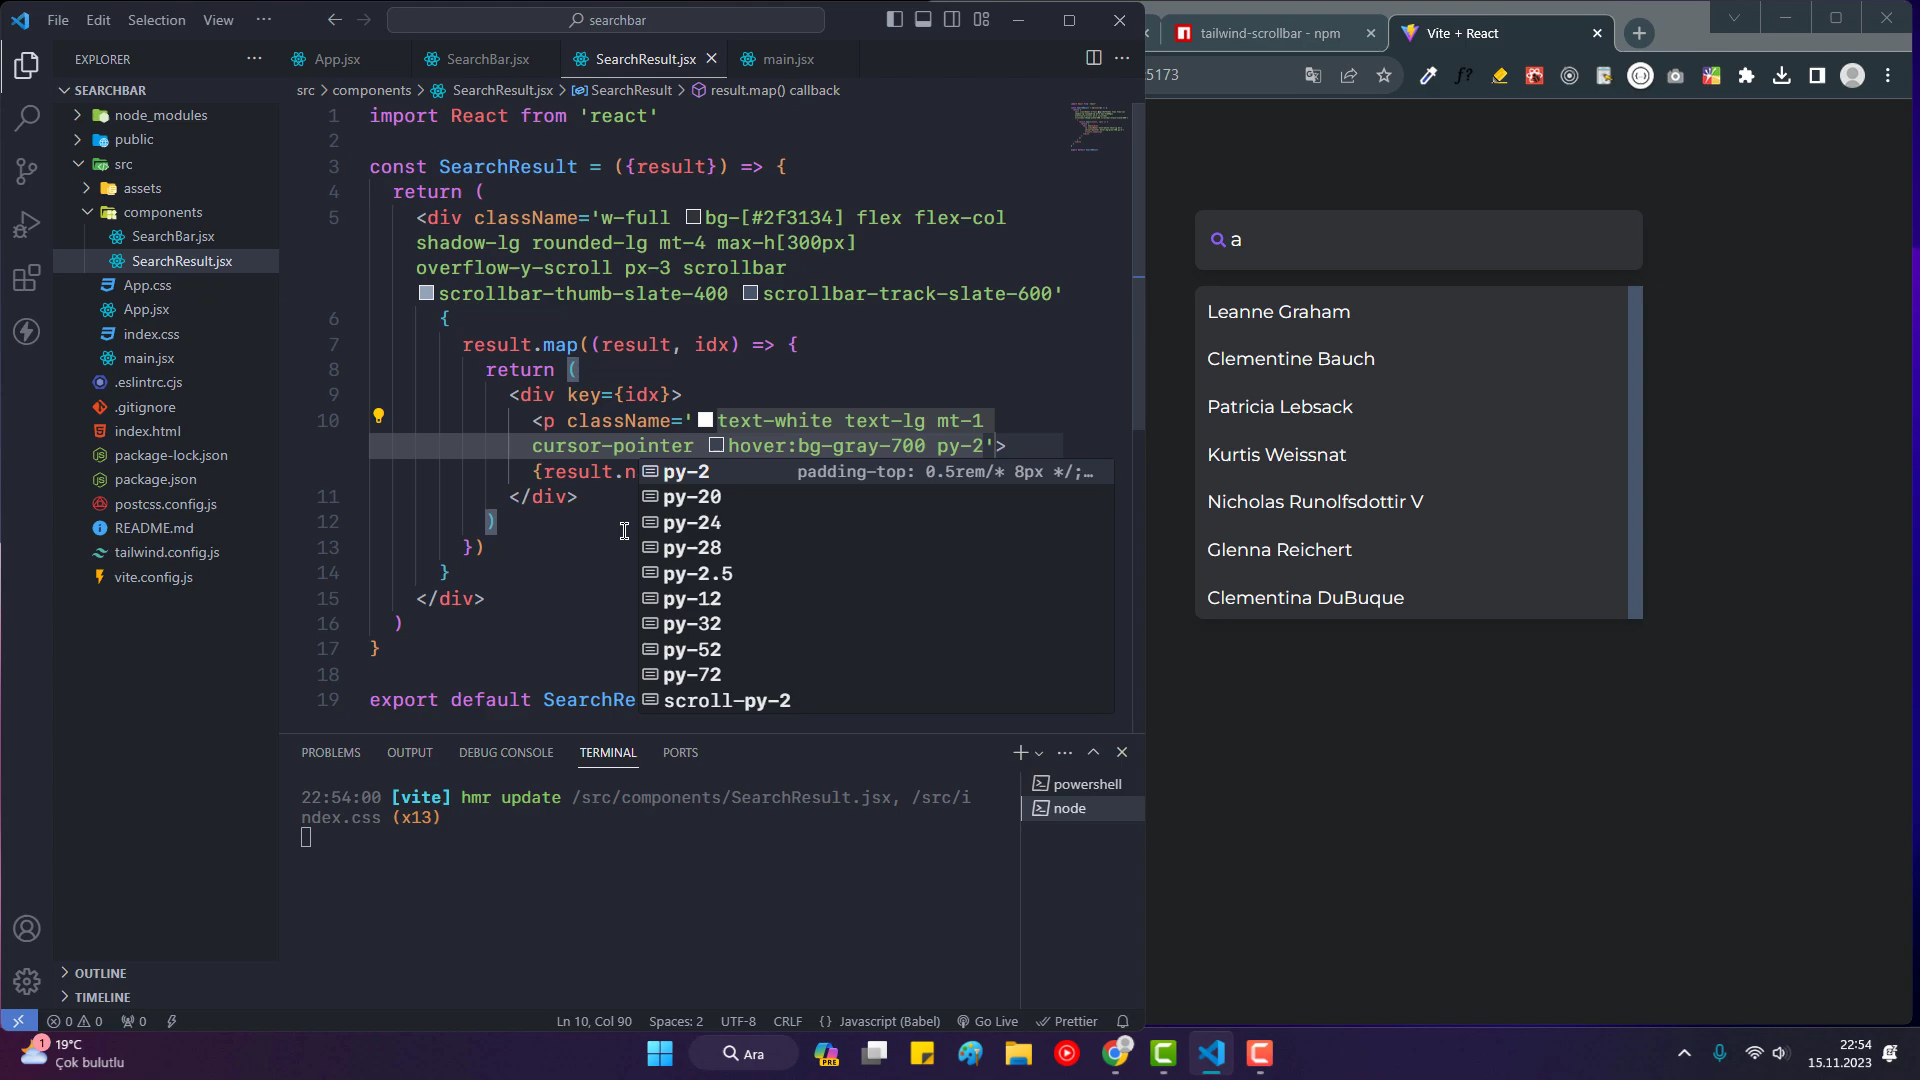 File Edit Selection View ···
searchbar
EXPLORER
SEARCHBAR
node_modules
public
src
assets
components
SearchBar.jsx
SearchResult.jsx
App.css
App.jsx
index.css
main.jsx
.eslintrc.cjs
.gitignore
index.html
package-lock.json
package.json
postcss.config.js
README.md
tailwind.config.js
vite.config.js
OUTLINE
TIMELINE
App.jsx SearchBar.jsx SearchResult.jsx main.jsx
src > components > SearchResult.jsx > SearchResult > result.map() callback
1 import React from 'react'
2
3 const SearchResult = ({result}) => {
4 return (
5 <div className='w-full bg-[#2f3134] flex flex-col
shadow-lg rounded-lg mt-4 max-h[300px]
overflow-y-scroll px-3 scrollbar
scrollbar-thumb-slate-400 scrollbar-track-slate-600'
6 {
7 result.map((result, idx) => {
8 return (
9 <div key={idx}>
10 <p className='text-white text-lg mt-1
cursor-pointer hover:bg-gray-700 py-2'>
{result.n
11 </div>
12 )
13 })
14 }
15 </div>
16 )
17 }
18
19 export default SearchRe
py-2 padding-top: 0.5rem/* 8px */;…
py-20
py-24
py-28
py-2.5
py-12
py-32
py-52
py-72
scroll-py-2
PROBLEMS OUTPUT DEBUG CONSOLE TERMINAL PORTS
22:54:00 [vite] hmr update /src/components/SearchResult.jsx, /src/i
ndex.css (x13)
powershell
node
0 0 0
Ln 10, Col 90 Spaces: 2 UTF-8 CRLF {} Javascript (Babel) Go Live Prettier
tailwind-scrollbar - npm
Vite + React
5173
f?
a
Leanne Graham
Clementine Bauch
Patricia Lebsack
Kurtis Weissnat
Nicholas Runolfsdottir V
Glenna Reichert
Clementina DuBuque
1
19°C
Çok bulutlu
Ara
PRE
22:54
15.11.2023